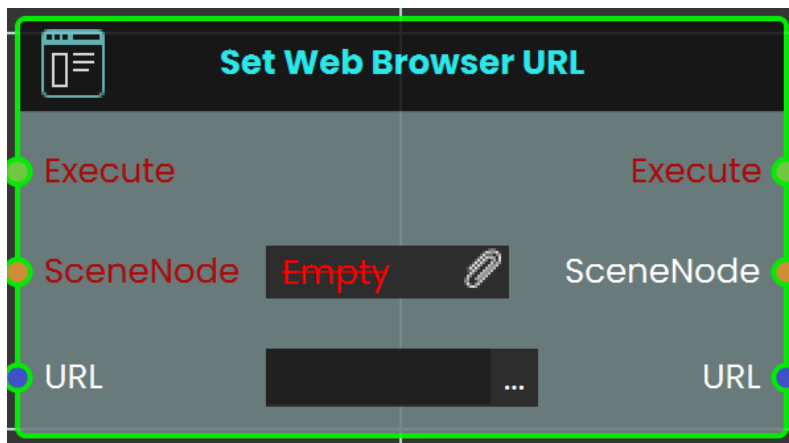 Set Web Browser URL
Execute Execute
SceneNode Empty SceneNode
URL ... URL